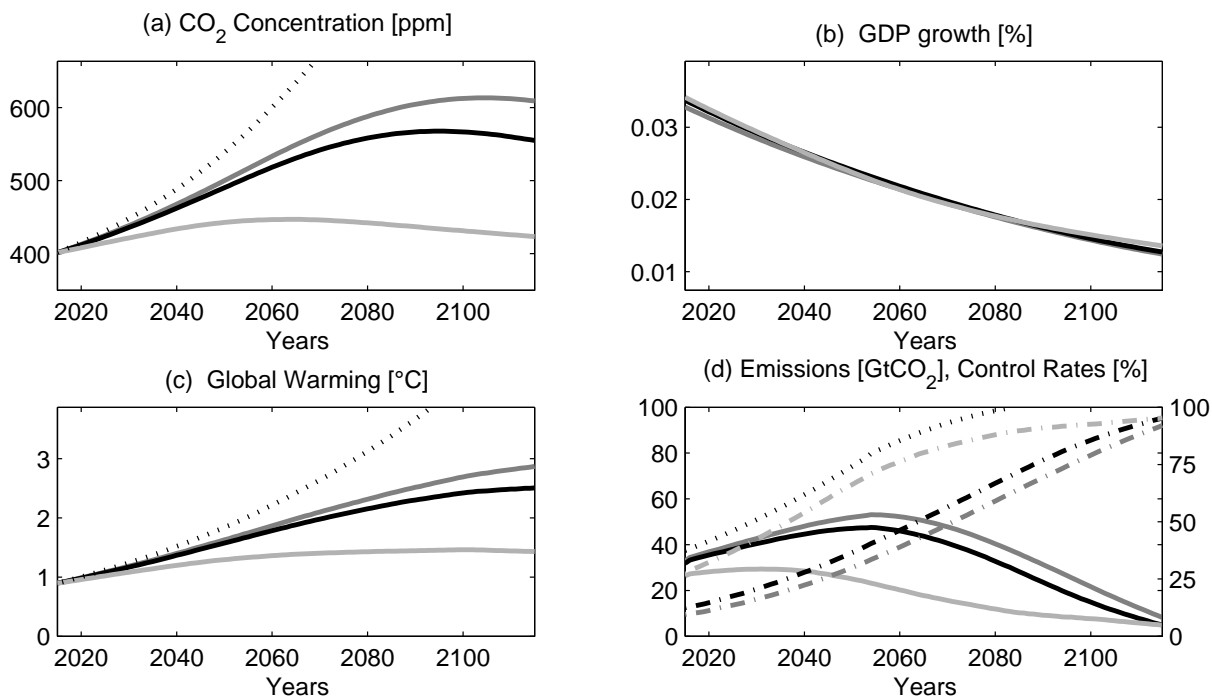 (a) CO2 Concentration [ppm]
600
500
400
2020 2040 2060 2080 2100
Years
(b) GDP growth [%]
0.03
0.02
0.01
2020 2040 2060 2080 2100
Years
(c) Global Warming [°C]
3
2
1
0
2020 2040 2060 2080 2100
Years
(d) Emissions [GtCO2], Control Rates [%]
100 100
80
75
60
50
40
25
20
0 0
2020 2040 2060 2080 2100
Years